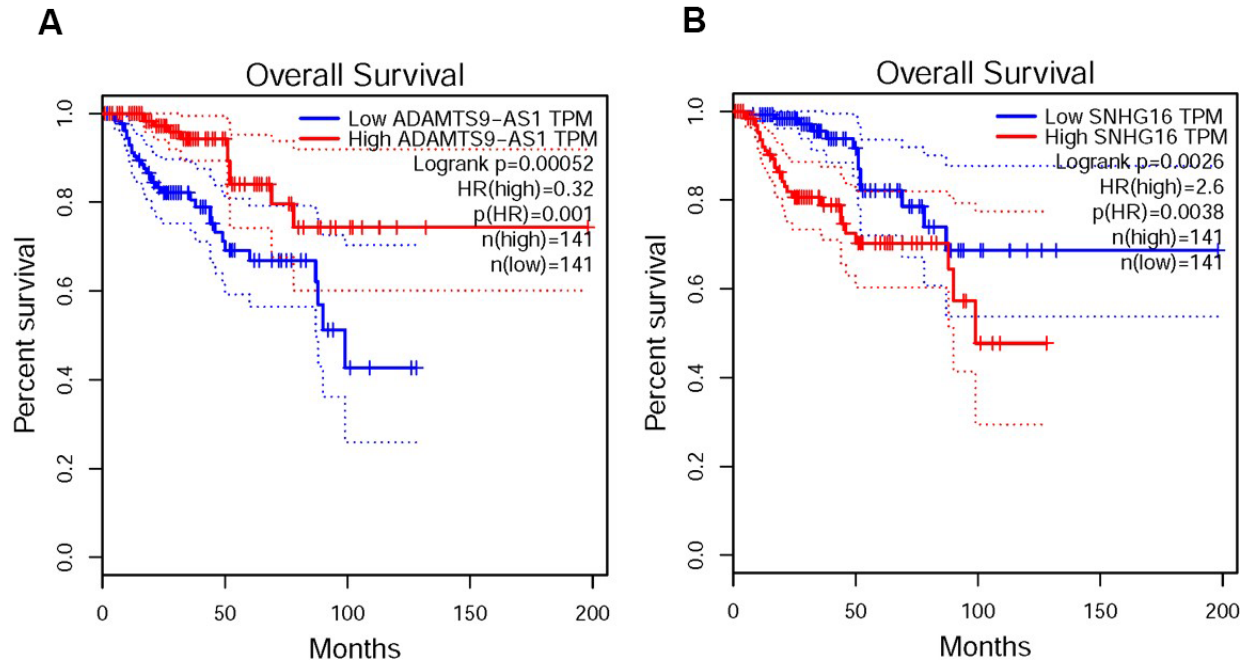 A
Overall Survival
Low ADAMTS9-AS1 TPM
High ADAMTS9-AS1 TPM
Logrank p=0.00052
HR(high)=0.32
p(HR)=0.001
n(high)=141
n(low)=141
Percent survival
1.0
0.8
0.6
0.4
0.2
0.0
0 50 100 150 200
Months
B
Overall Survival
Low SNHG16 TPM
High SNHG16 TPM
Logrank p=0.0026
HR(high)=2.6
p(HR)=0.0038
n(high)=141
n(low)=141
Percent survival
1.0
0.8
0.6
0.4
0.2
0.0
0 50 100 150 200
Months